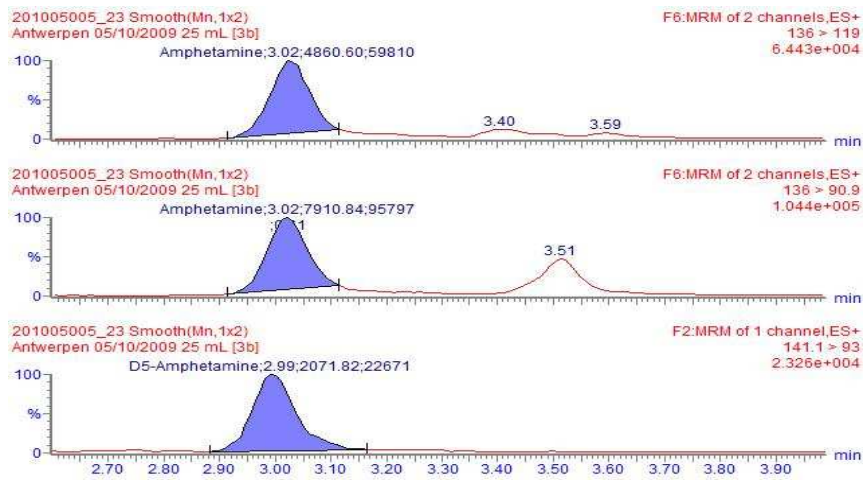 201005005_23 Smooth(Mn,1x2)
F6:MRM of 2 channels,ES+
Antwerpen 05/10/2009 25 mL [3b]
136 > 119
Amphetamine;3.02;4860.60;59810
6.443e+004
100
%
0
3.40
3.59
min
201005005_23 Smooth(Mn,1x2)
F6:MRM of 2 channels,ES+
Antwerpen 05/10/2009 25 mL [3b]
136 > 90.9
Amphetamine;3.02;7910.84;95797
1.044e+005
100
%
0
3.51
min
201005005_23 Smooth(Mn,1x2)
F2:MRM of 1 channel,ES+
Antwerpen 05/10/2009 25 mL [3b]
141.1 > 93
D5-Amphetamine;2.99;2071.82;22671
2.326e+004
100
%
0
min
2.70 2.80 2.90 3.00 3.10 3.20 3.30 3.40 3.50 3.60 3.70 3.80 3.90